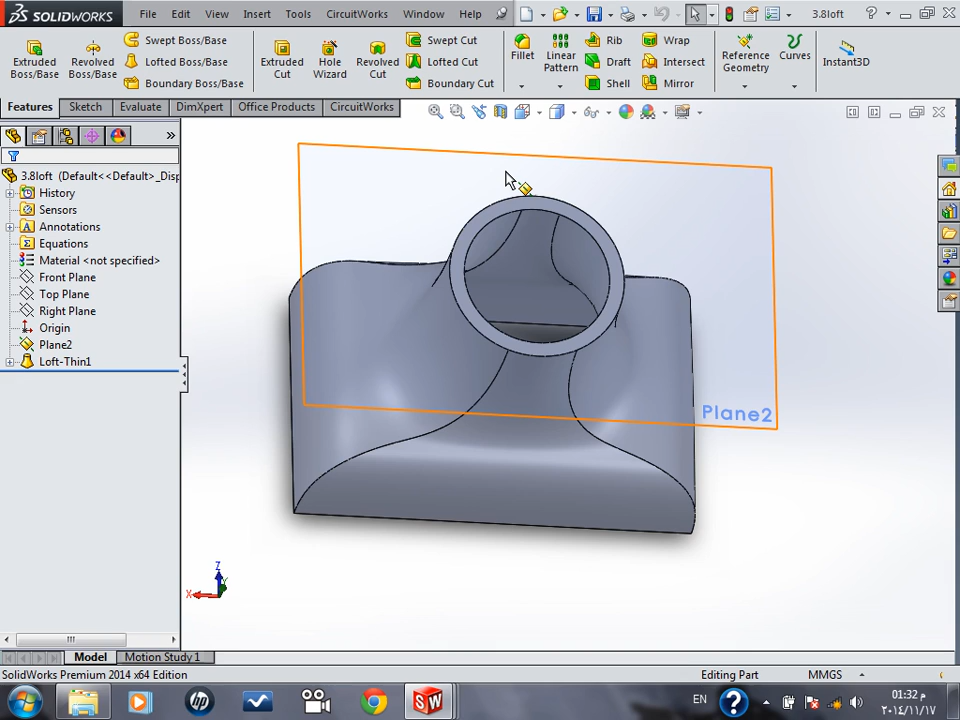 SOLIDWORKS File Edit View Insert Tools CircuitWorks Window Help 3.8loft
Extruded Boss/Base
Revolved Boss/Base
Swept Boss/Base
Lofted Boss/Base
Boundary Boss/Base
Extruded Cut
Hole Wizard
Revolved Cut
Swept Cut
Lofted Cut
Boundary Cut
Fillet
Linear Pattern
Rib
Draft
Shell
Wrap
Intersect
Mirror
Reference Geometry
Curves
Instant3D
Features Sketch Evaluate DimXpert Office Products CircuitWorks
3.8loft (Default<<Default>_Disp
History
Sensors
Annotations
Equations
Material <not specified>
Front Plane
Top Plane
Right Plane
Origin
Plane2
Loft-Thin1
Plane2
Z
Y
X
Model Motion Study 1
SolidWorks Premium 2014 x64 Edition Editing Part MMGS
EN 01:32 م
٢٠١٤/١١/١٧